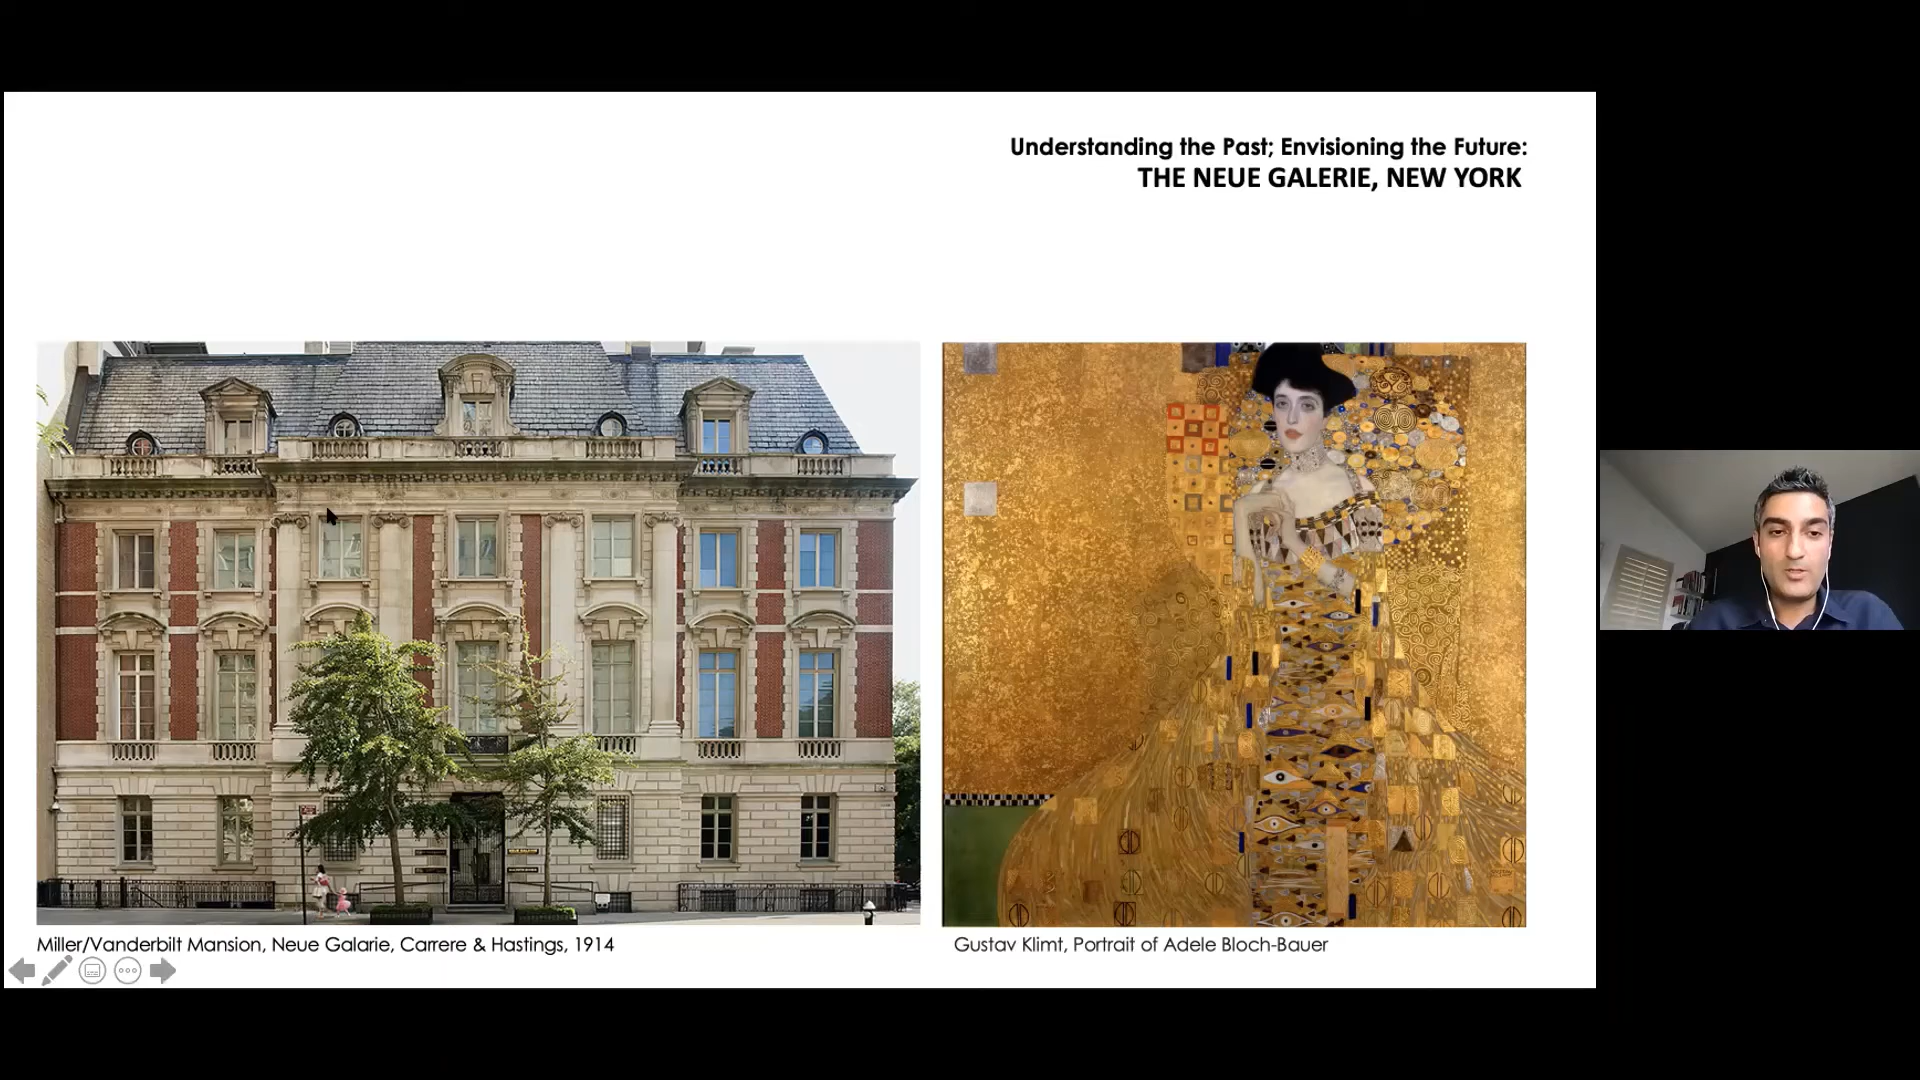 Understanding the Past; Envisioning the Future:
THE NEUE GALERIE, NEW YORK
Miller/Vanderbilt Mansion, Neue Galarie, Carrere & Hastings, 1914
Gustav Klimt, Portrait of Adele Bloch-Bauer